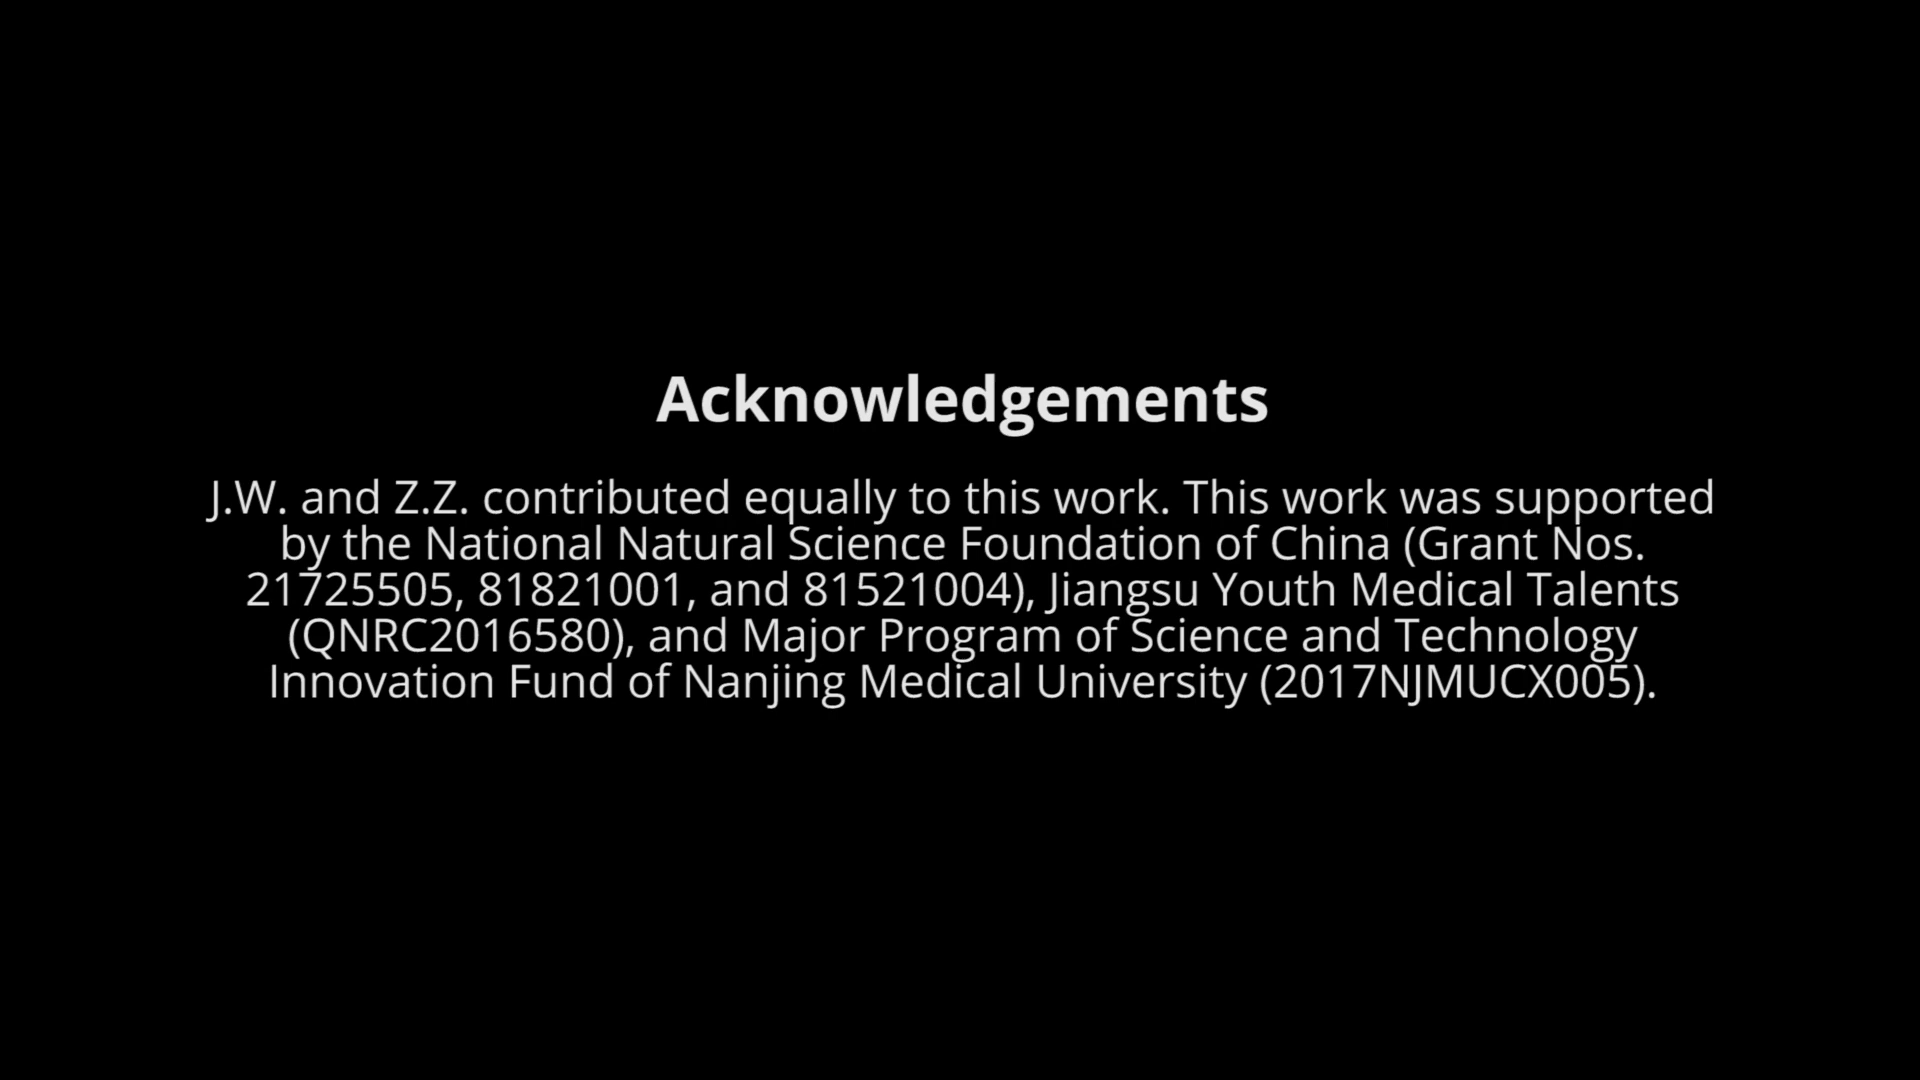 Acknowledgements
J.W. and Z.Z. contributed equally to this work. This work was supported
by the National Natural Science Foundation of China (Grant Nos.
21725505, 81821001, and 81521004), Jiangsu Youth Medical Talents
(QNRC2016580), and Major Program of Science and Technology
Innovation Fund of Nanjing Medical University (2017NJMUCX005).